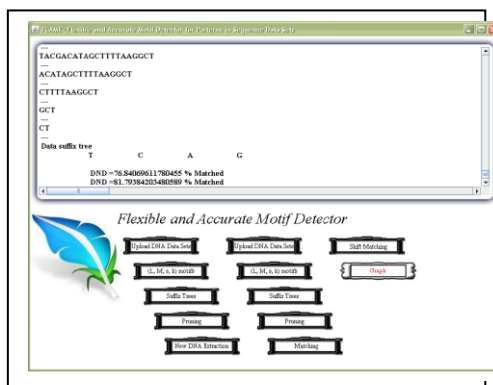 FLAME -Flexible and Accurate Motif Detector for Patterns in Sequence Data Sets
---
TACGACATAGCTTTTAAGGCT
---
ACATAGCTTTTAAGGCT
---
CTTTTAAGGCT
---
GCT
---
CT
---
Data suffix tree
T C A G
DND =76.84069611780455 % Matched
DND =81.79384203480589 % Matched
Flexible and Accurate Motif Detector
Upload DNA Data Sets Upload DNA Data Sets Shift Matching
(L, M, s, k) motifs (L, M, s, k) motifs Graph
Suffix Trees Suffix Trees
Pruning Pruning
New DNA Extraction Matching